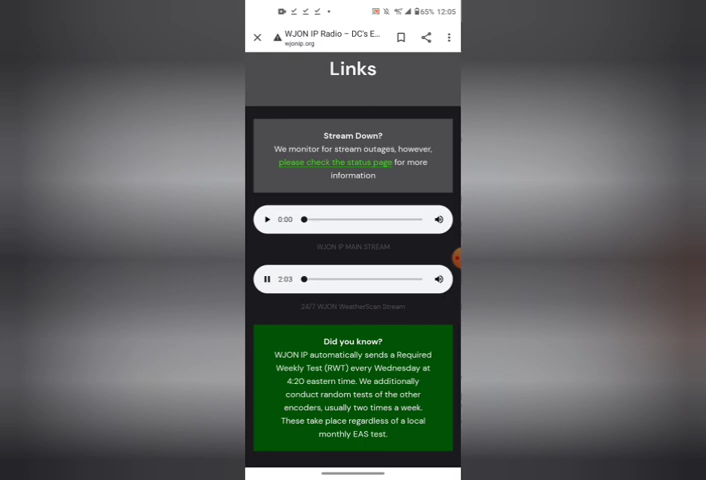 65% 12:05
WJON IP Radio – DC's E...
wjonip.org
Links
Stream Down?
We monitor for stream outages, however,
please check the status page for more
information
0:00
WJON IP MAIN STREAM
2:03
24/7 WJON WeatherScan Stream
Did you know?
WJON IP automatically sends a Required
Weekly Test (RWT) every Wednesday at
4:20 eastern time. We additionally
conduct random tests of the other
encoders, usually two times a week.
These take place regardless of a local
monthly EAS test.